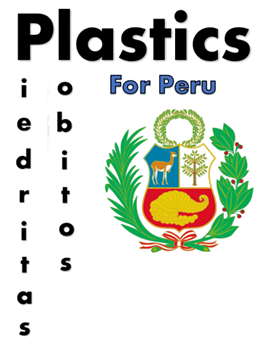 Plastics
For Peru
iedritas
obitos